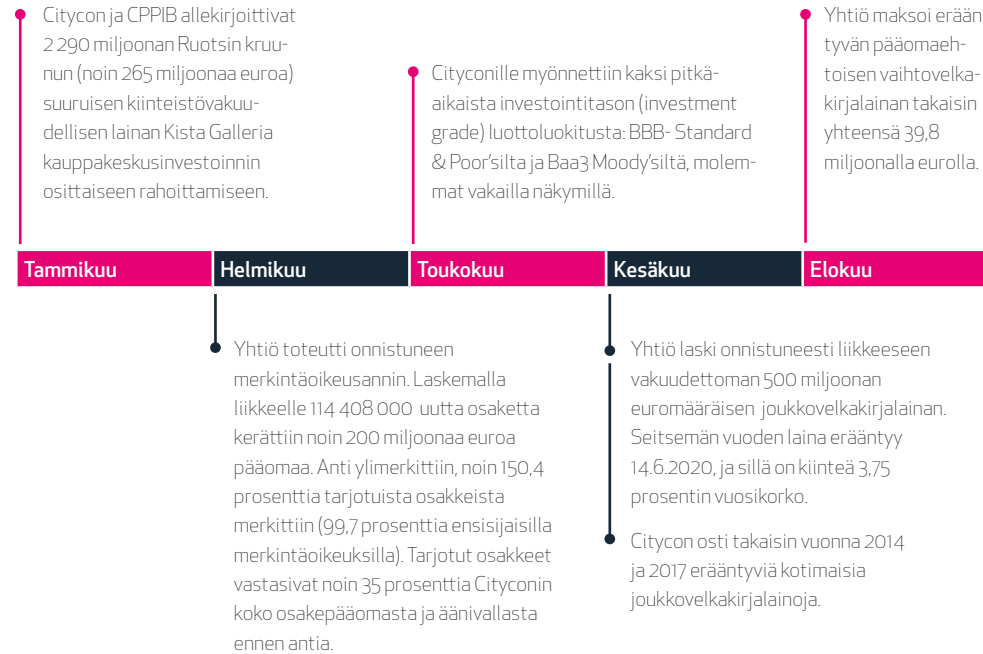 Citycon ja CPPIB allekirjoittivat
2 290 miljoonan Ruotsin kruu-
nun (noin 265 miljoonaa euroa)
suuruisen kiinteistövakuu-
dellisen lainan Kista Galleria
kauppakeskusinvestoinnin
osittaiseen rahoittamiseen.
Cityconille myönnettiin kaksi pitkä-
aikaista investointitason (investment
grade) luottoluokitusta: BBB- Standard
& Poor'silta ja Baa3 Moody'siltä, molem-
mat vakailla näkymillä.
Yhtiö maksoi erään
tyvän pääomaeh-
toisen vaihtovelka-
kirjalainan takaisin
yhteensä 39,8
miljoonalla eurolla.
Tammikuu
Helmikuu
Toukokuu
Kesäkuu
Elokuu
Yhtiö toteutti onnistuneen
merkintäoikeusannin. Laskemalla
liikkeelle 114 408 000 uutta osaketta
kerättiin noin 200 miljoonaa euroa
pääomaa. Anti ylimerkittiin, noin 150,4
prosenttia tarjotuista osakkeista
merkittiin (99,7 prosenttia ensisijaisilla
merkintäoikeuksilla). Tarjotut osakkeet
vastasivat noin 35 prosenttia Cityconin
koko osakepääomasta ja äänivallasta
ennen antia.
Yhtiö laski onnistuneesti liikkeeseen
vakuudettoman 500 miljoonan
euromääräisen joukkovelkakirjalainan.
Seitsemän vuoden laina erääntyy
14.6.2020, ja sillä on kiinteä 3,75
prosentin vuosikorko.
Citycon osti takaisin vuonna 2014
ja 2017 erääntyviä kotimaisia
joukkovelkakirjalainoja.